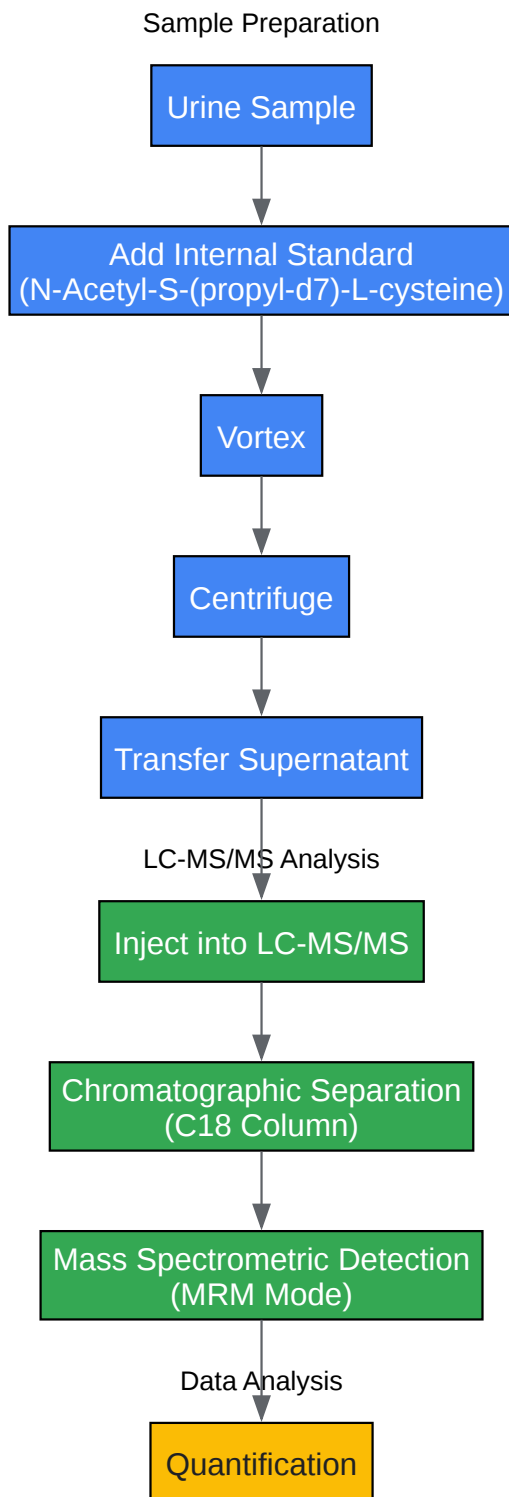 Sample Preparation
Urine Sample
Add Internal Standard
(N-Acetyl-S-(propyl-d7)-L-cysteine)
Vortex
Centrifuge
Transfer Supernatant
LC-MS/MS Analysis
Inject into LC-MS/MS
Chromatographic Separation
(C18 Column)
Mass Spectrometric Detection
(MRM Mode)
Data Analysis
Quantification